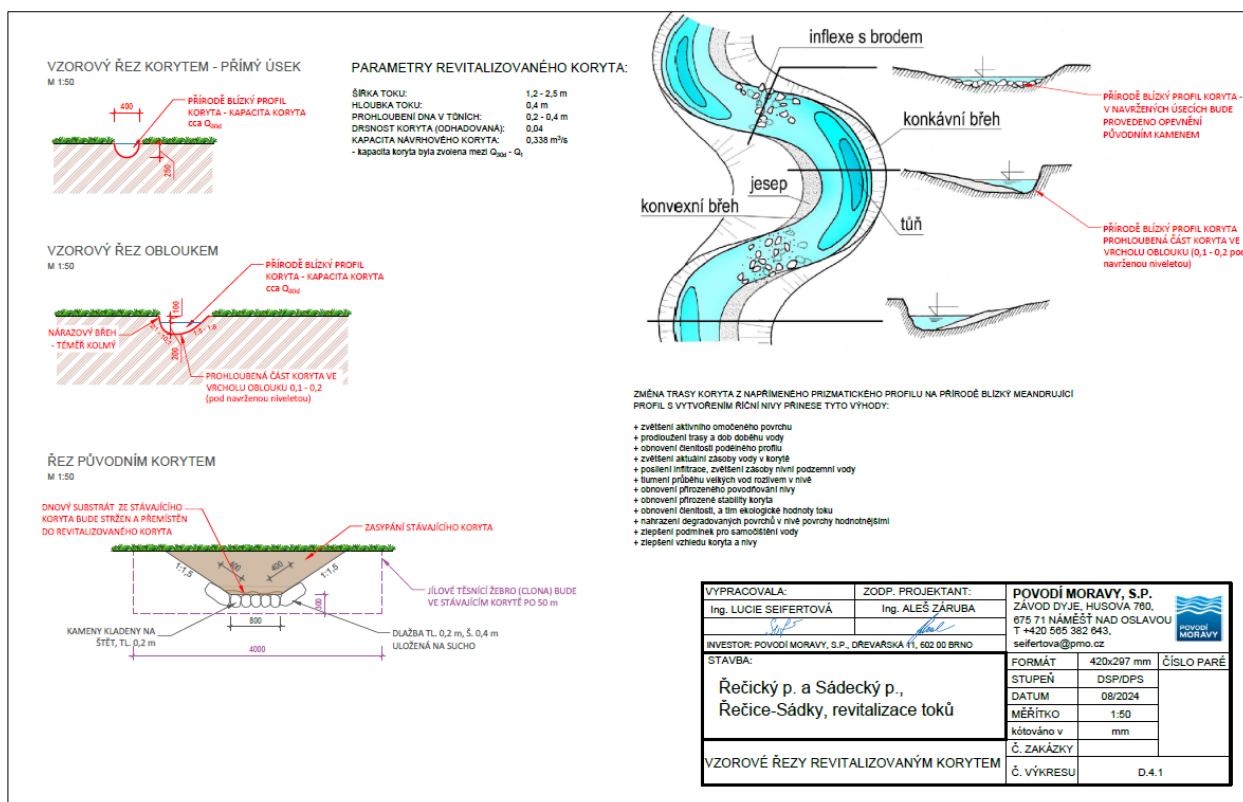 VZOROVÝ ŘEZ KORYTEM - PŘÍMÝ ÚSEK
M 1:50
400
PŘÍRODĚ BLÍZKÝ PROFIL
KORYTA - KAPACITA KORYTA
cca Q30d
250
PARAMETRY REVITALIZOVANÉHO KORYTA:
ŠÍŘKA TOKU: 1,2 - 2,5 m
HLOUBKA TOKU: 0,4 m
PROHLOUBENÍ DNA V TŮNÍCH: 0,2 - 0,4 m
DRSNOST KORYTA (ODHADOVANÁ): 0,04
KAPACITA NÁVRHOVÉHO KORYTA: 0,338 m³/s
- kapacita koryta byla zvolena mezi Q30d - Q1
VZOROVÝ ŘEZ OBLOUKEM
M 1:50
PŘÍRODĚ BLÍZKÝ PROFIL
KORYTA - KAPACITA KORYTA
cca Q30d
100
NÁRAZOVÝ BŘEH
- TÉMĚŘ KOLMÝ
200
PROHLOUBENÁ ČÁST KORYTA VE
VRCHOLU OBLOUKU 0,1 - 0,2
(pod navrženou niveletou)
ŘEZ PŮVODNÍM KORYTEM
M 1:50
DNOVÝ SUBSTRÁT ZE STÁVAJÍCÍHO
KORYTA BUDE STRŽEN A PŘEMÍSTĚN
DO REVITALIZOVANÉHO KORYTA
ZASYPÁNÍ STÁVAJÍCÍHO KORYTA
1:1,5
400
400
1:1,5
JÍLOVÉ TĚSNÍCÍ ŽEBRO (CLONA) BUDE
VE STÁVAJÍCÍM KORYTĚ PO 50 m
300
KAMENY KLADENY NA
ŠTĚT, TL. 0,2 m
800
DLAŽBA TL. 0,2 m, Š. 0,4 m
ULOŽENÁ NA SUCHO
4000
inflexe s brodem
konkávní břeh
jesep
konvexní břeh
tůň
PŘÍRODĚ BLÍZKÝ PROFIL KORYTA -
V NAVRŽENÝCH ÚSECÍCH BUDE
PROVEDENO OPEVNĚNÍ
PŮVODNÍM KAMENEM
PŘÍRODĚ BLÍZKÝ PROFIL KORYTA
PROHLOUBENÁ ČÁST KORYTA VE
VRCHOLU OBLOUKU (0,1 - 0,2 pod
navrženou niveletou)
ZMĚNA TRASY KORYTA Z NAPŘÍMENÉHO PRIZMATICKÉHO PROFILU NA PŘÍRODĚ BLÍZKÝ MEANDRUJÍCÍ
PROFIL S VYTVOŘENÍM ŘÍČNÍ NIVY PŘINESE TYTO VÝHODY:
+ zvětšení aktivního omočeného povrchu
+ prodloužení trasy a dob doběhu vody
+ obnovení členitosti podélného profilu
+ zvětšení aktuální zásoby vody v korytě
+ posílení infiltrace, zvětšení zásoby nivní podzemní vody
+ tlumení průběhu velkých vod rozlivem v nivě
+ obnovení přirozeného povodňování nivy
+ obnovení přirozené stability koryta
+ obnovení členitosti, a tím ekologické hodnoty toku
+ nahrazení degradovaných povrchů v nivě povrchy hodnotnějšími
+ zlepšení podmínek pro samočištění vody
+ zlepšení vzhledu koryta a nivy
VYPRACOVALA: ZODP. PROJEKTANT:
Ing. LUCIE SEIFERTOVÁ Ing. ALEŠ ZÁRUBA
INVESTOR: POVODÍ MORAVY, S.P., DŘEVAŘSKÁ 11, 602 00 BRNO
POVODÍ MORAVY, S.P.
ZÁVOD DYJE, HUSOVA 760,
675 71 NÁMĚŠŤ NAD OSLAVOU
T +420 565 382 643,
seifertova@pmo.cz
POVODÍ
MORAVY
STAVBA:
Řečický p. a Sádecký p.,
Řečice-Sádky, revitalizace toků
VZOROVÉ ŘEZY REVITALIZOVANÝM KORYTEM
FORMÁT 420x297 mm ČÍSLO PARÉ
STUPEŇ DSP/DPS
DATUM 08/2024
MĚŘÍTKO 1:50
kótováno v mm
Č. ZAKÁZKY
Č. VÝKRESU D.4.1